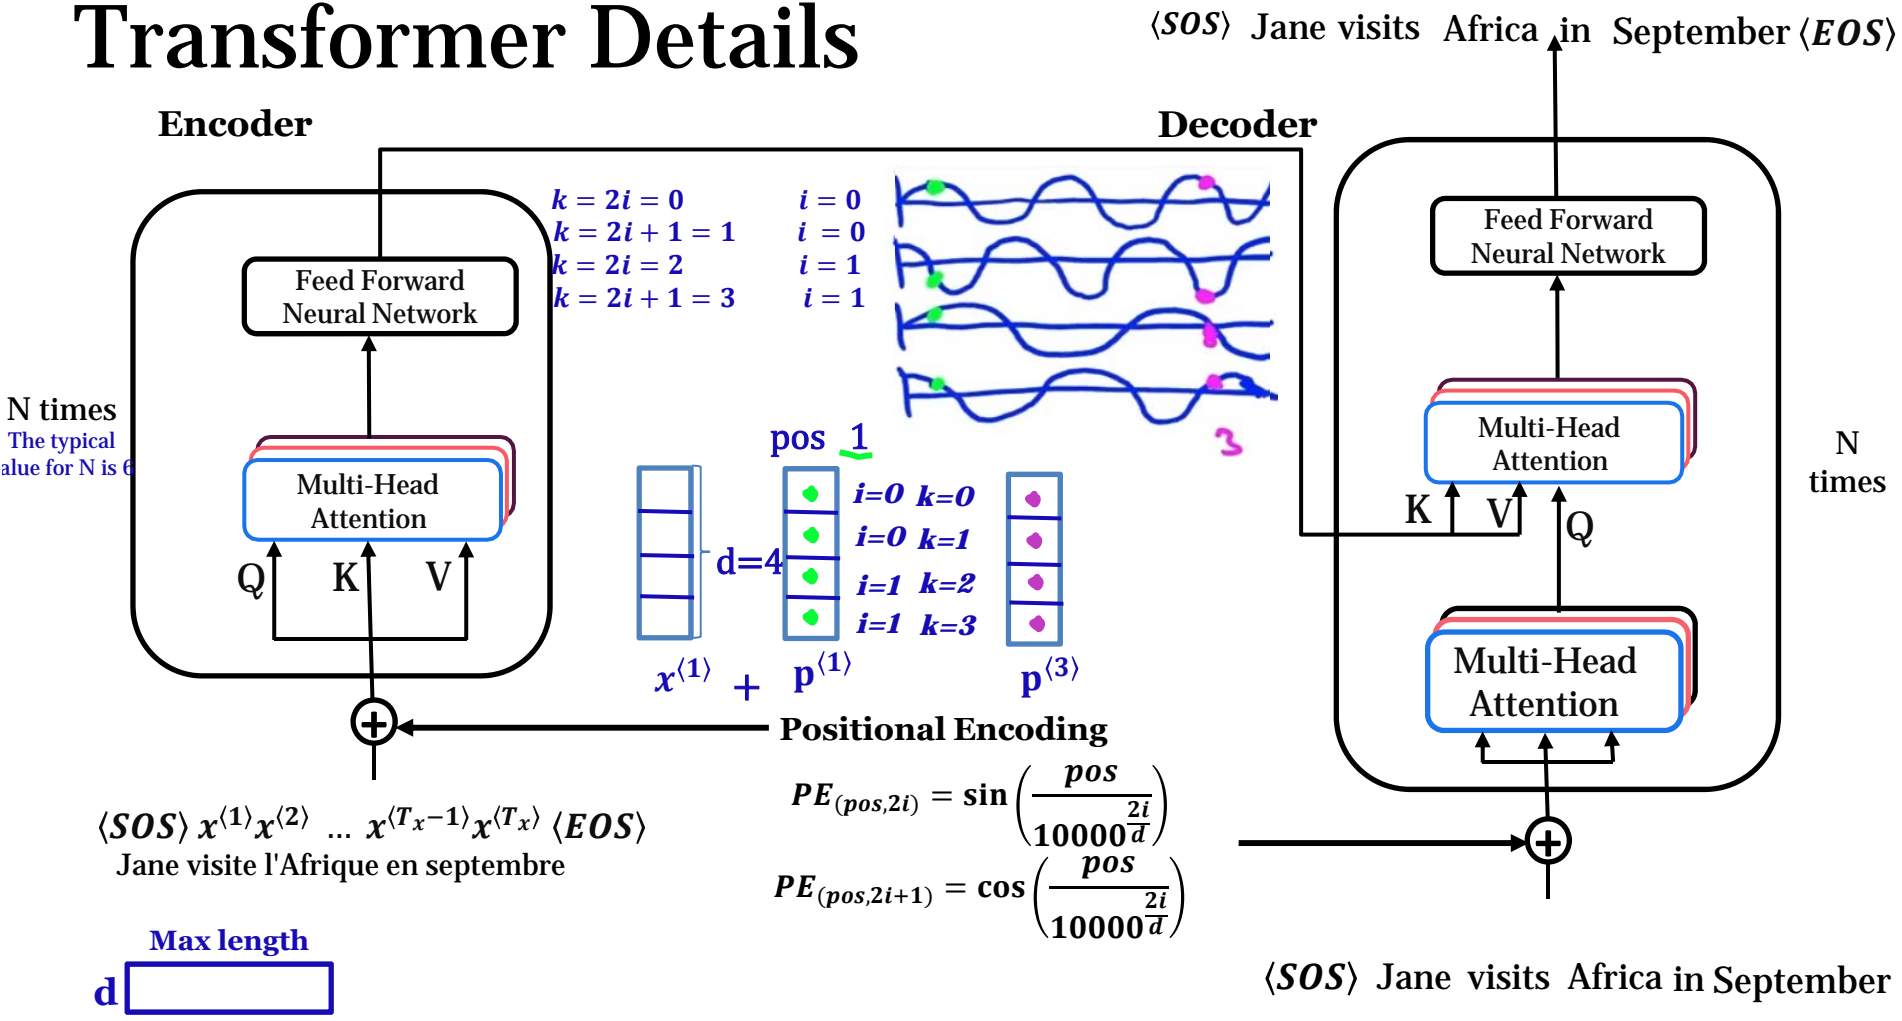 Transformer Details
⟨SOS⟩ Jane visits Africa in September ⟨EOS⟩
Encoder
Decoder
k = 2i = 0 i = 0
k = 2i + 1 = 1 i = 0
k = 2i = 2 i = 1
k = 2i + 1 = 3 i = 1
Feed Forward
Neural Network
Feed Forward
Neural Network
N times
The typical
alue for N is 6
Multi-Head
Attention
Q K V
pos 1
3
i=0 k=0
i=0 k=1
i=1 k=2
i=1 k=3
d=4
x⟨1⟩ + p⟨1⟩ p⟨3⟩
Multi-Head
Attention
K V Q
N
times
Multi-Head
Attention
+
Positional Encoding
PE(pos,2i) = sin(pos / 10000^(2i/d))
PE(pos,2i+1) = cos(pos / 10000^(2i/d))
+
⟨SOS⟩ x⟨1⟩x⟨2⟩ … x⟨Tx−1⟩x⟨Tx⟩ ⟨EOS⟩
Jane visite l'Afrique en septembre
Max length
d
⟨SOS⟩ Jane visits Africa in September